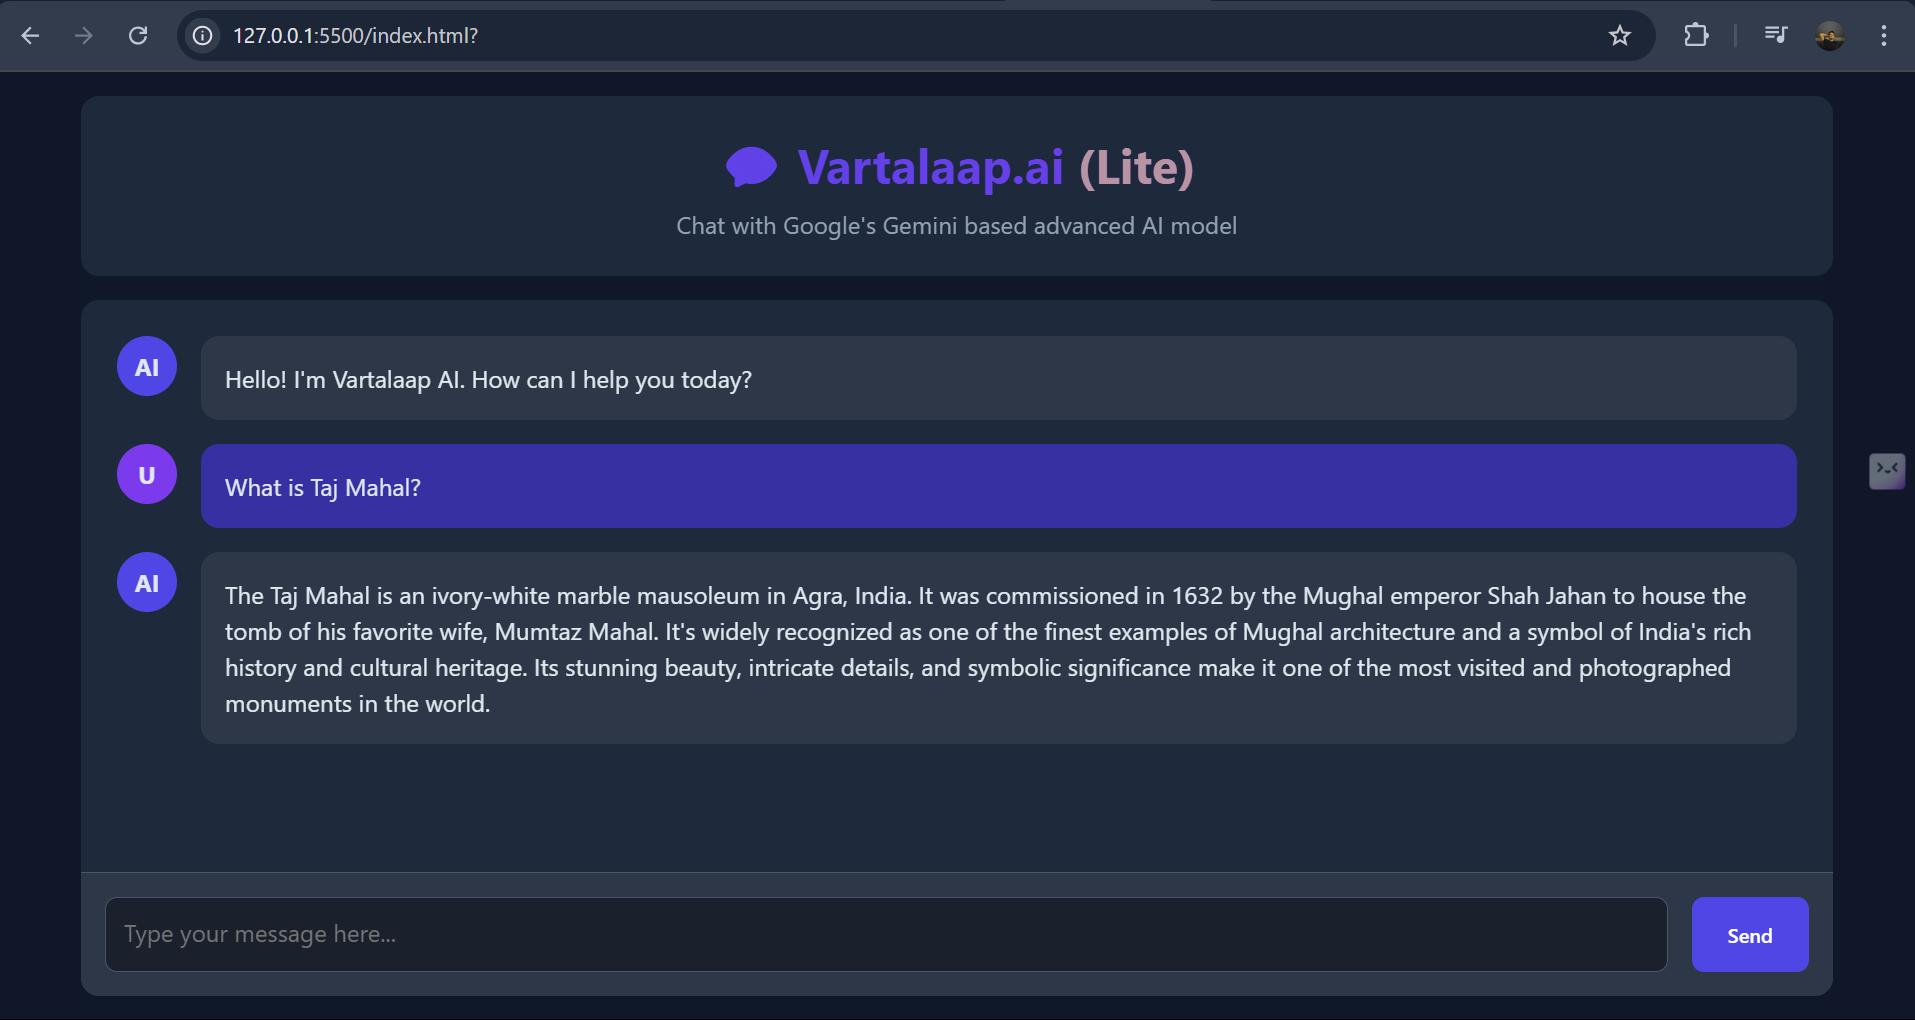 127.0.0.1:5500/index.html?
Vartalaap.ai (Lite)
Chat with Google's Gemini based advanced AI model
AI
Hello! I'm Vartalaap AI. How can I help you today?
U
What is Taj Mahal?
AI
The Taj Mahal is an ivory-white marble mausoleum in Agra, India. It was commissioned in 1632 by the Mughal emperor Shah Jahan to house the
tomb of his favorite wife, Mumtaz Mahal. It's widely recognized as one of the finest examples of Mughal architecture and a symbol of India's rich
history and cultural heritage. Its stunning beauty, intricate details, and symbolic significance make it one of the most visited and photographed
monuments in the world.
Type your message here...
Send